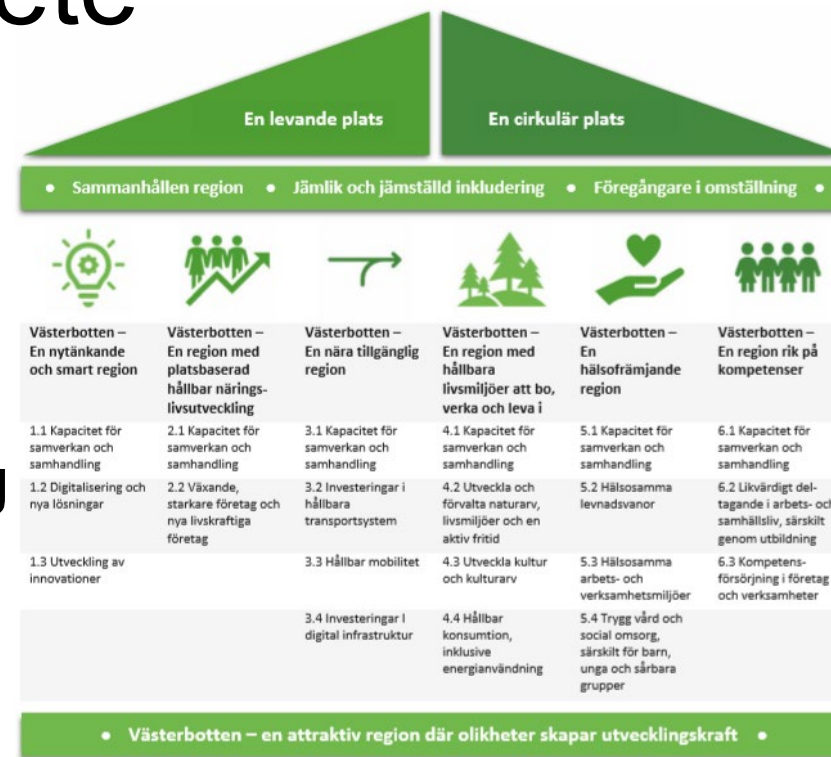 ete
En levande plats
En cirkulär plats
• Sammanhållen region • Jämlik och jämställd inkludering • Föregångare i omställning •
Västerbotten –
En nytänkande
och smart region
Västerbotten –
En region med
platsbaserad
hållbar närings-
livsutveckling
Västerbotten –
En nära tillgänglig
region
Västerbotten –
En region med
hållbara
livsmiljöer att bo,
verka och leva i
Västerbotten –
En
hälsofrämjande
region
Västerbotten –
En region rik på
kompetenser
1.1 Kapacitet för
samverkan och
samhandling
2.1 Kapacitet för
samverkan och
samhandling
3.1 Kapacitet för
samverkan och
samhandling
4.1 Kapacitet för
samverkan och
samhandling
5.1 Kapacitet för
samverkan och
samhandling
6.1 Kapacitet för
samverkan och
samhandling
1.2 Digitalisering och
nya lösningar
2.2 Växande,
starkare företag och
nya livskraftiga
företag
3.2 Investeringar i
hållbara
transportsystem
4.2 Utveckla och
förvalta naturarv,
livsmiljöer och en
aktiv fritid
5.2 Hälsosamma
levnadsvanor
6.2 Likvärdigt del-
tagande i arbets- och
samhällsliv, särskilt
genom utbildning
1.3 Utveckling av
innovationer
3.3 Hållbar mobilitet
4.3 Utveckla kultur
och kulturarv
5.3 Hälsosamma
arbets- och
verksamhetsmiljöer
6.3 Kompetens-
försörjning i företag
och verksamheter
3.4 Investeringar I
digital infrastruktur
4.4 Hållbar
konsumtion,
inklusive
energianvändning
5.4 Trygg vård och
social omsorg,
särskilt för barn,
unga och sårbara
grupper
• Västerbotten – en attraktiv region där olikheter skapar utvecklingskraft •